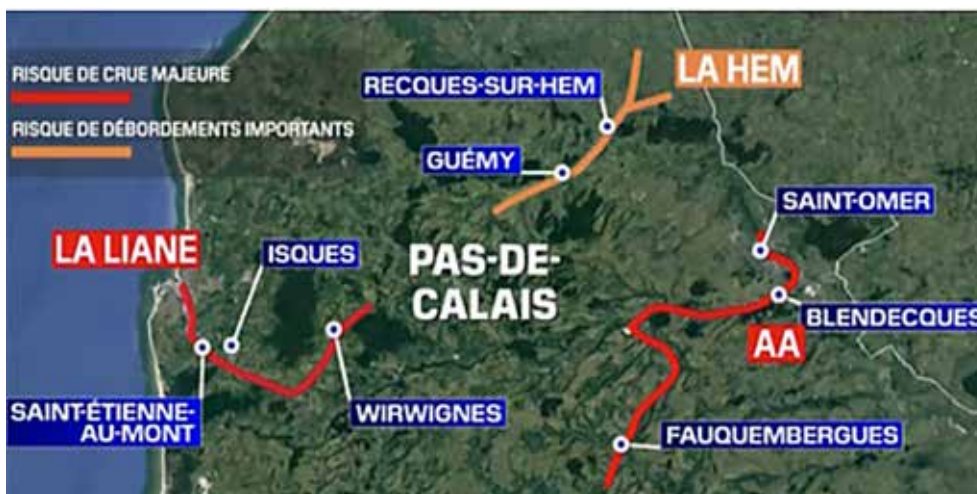 RISQUE DE CRUE MAJEURE
RISQUE DE DÉBORDEMENTS IMPORTANTS
LA HEM
RECQUES-SUR-HEM
GUÉMY
SAINT-OMER
LA LIANE
ISQUES
PAS-DE-
CALAIS
BLENDECQUES
AA
SAINT-ÉTIENNE-
AU-MONT
WIRWIGNES
FAUQUEMBERGUES